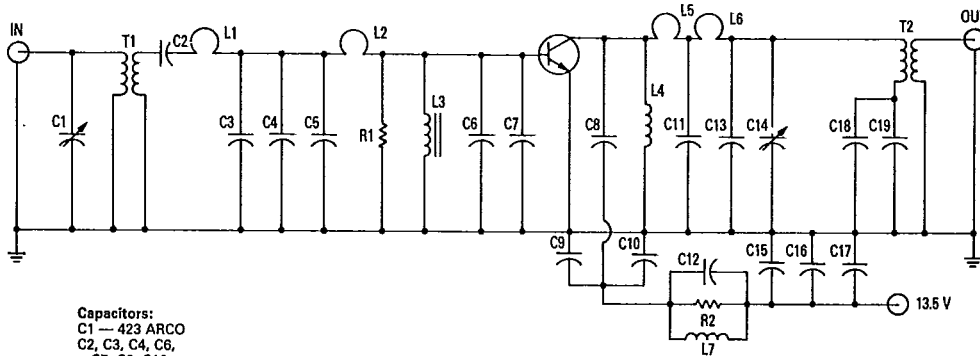 IN
T1
C2
L1
L2
L5
L6
OU
T2
C1
C3
C4
C5
R1
L3
C6
C7
C8
L4
C11
C13
C14
C18
C19
C9
C10
C12
C15
C16
C17
R2
L7
13.5 V
Capacitors:
C1 — 423 ARCO
C2, C3, C4, C6,